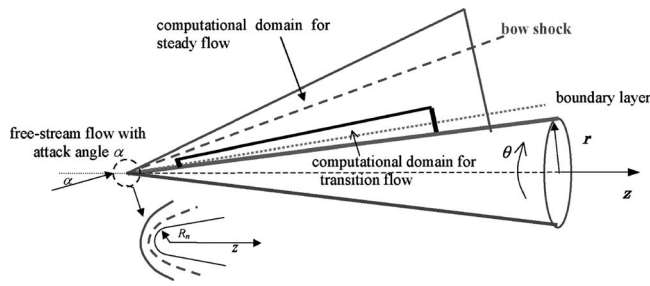 computational domain for
steady flow
bow shock
boundary layer
free-stream flow with
attack angle α
α
computational domain for
transition flow
θ
r
z
Rn
z